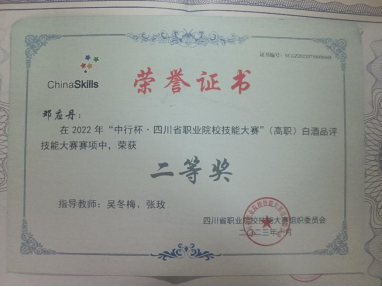 ChinaSkills
荣誉证书
邓应丹：
在 2022 年“中行杯·四川省职业院校技能大赛”（高职）白酒品评
技能大赛赛项中，荣获
二等奖
指导教师：吴冬梅、张玫
四川省职业院校技能大赛组织委员会